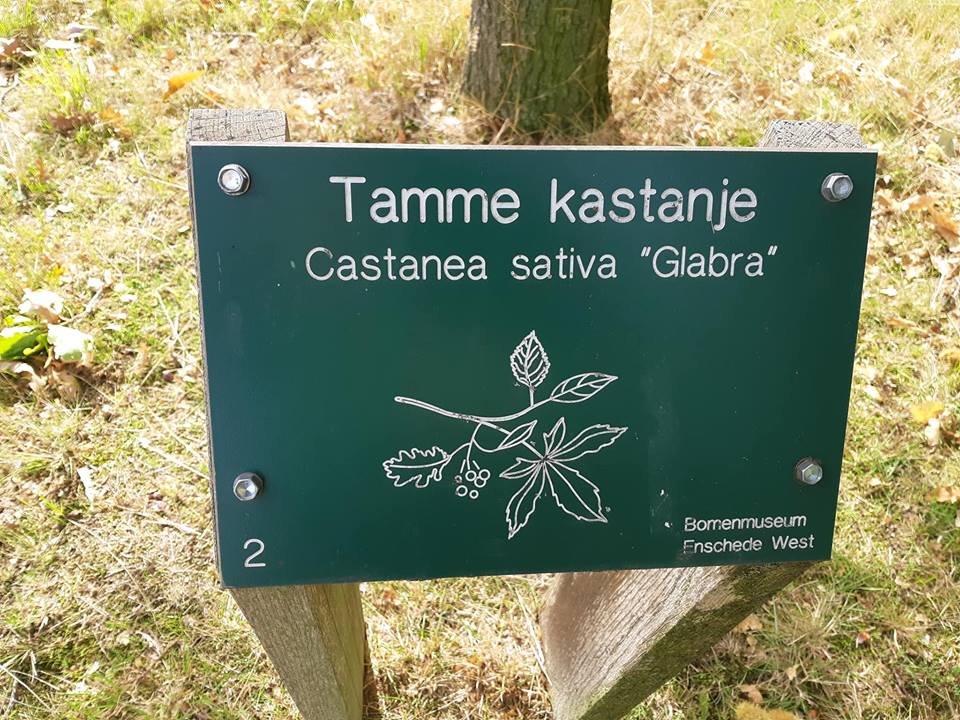 Tamme kastanje
Castanea sativa "Glabra"
2
Bomenmuseum
Enschede West